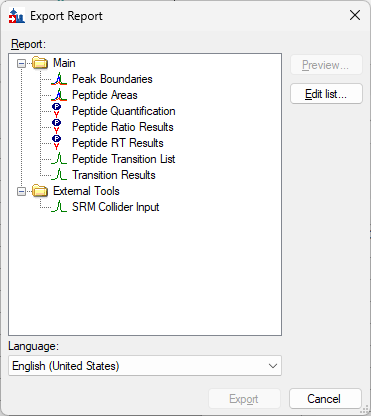 Export Report
Report:
Main
Peak Boundaries
Peptide Areas
Peptide Quantification
Peptide Ratio Results
Peptide RT Results
Peptide Transition List
Transition Results
External Tools
SRM Collider Input
Preview...
Edit list...
Language:
English (United States)
Export
Cancel